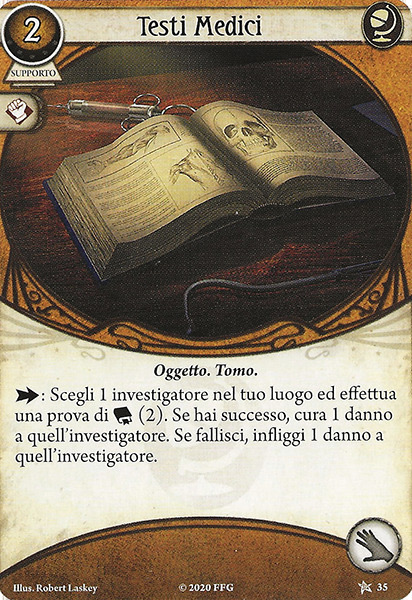 Testi Medici
2
SUPPORTO
Oggetto. Tomo.
: Scegli 1 investigatore nel tuo luogo ed effettua
una prova di (2). Se hai successo, cura 1 danno
a quell'investigatore. Se fallisci, infliggi 1 danno a
quell'investigatore.
Illus. Robert Laskey
© 2020 FFG
35